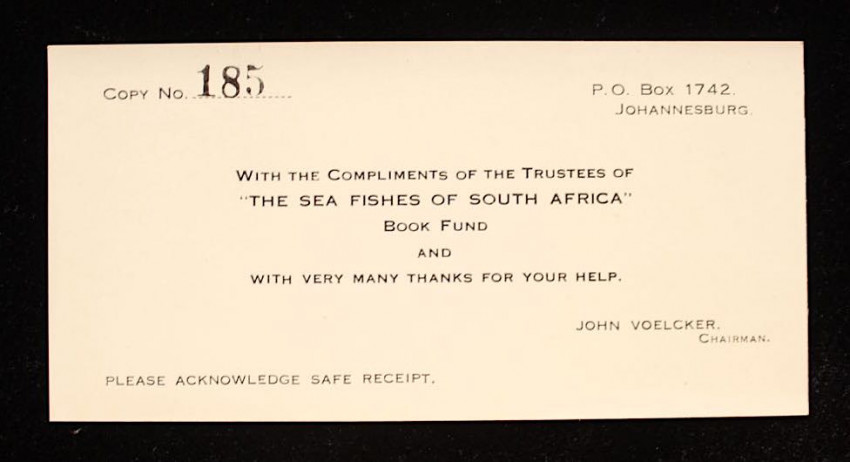 COPY NO. 185
P.O. BOX 1742.
JOHANNESBURG.
WITH THE COMPLIMENTS OF THE TRUSTEES OF
"THE SEA FISHES OF SOUTH AFRICA"
BOOK FUND
AND
WITH VERY MANY THANKS FOR YOUR HELP.
JOHN VOELCKER.
CHAIRMAN.
PLEASE ACKNOWLEDGE SAFE RECEIPT.